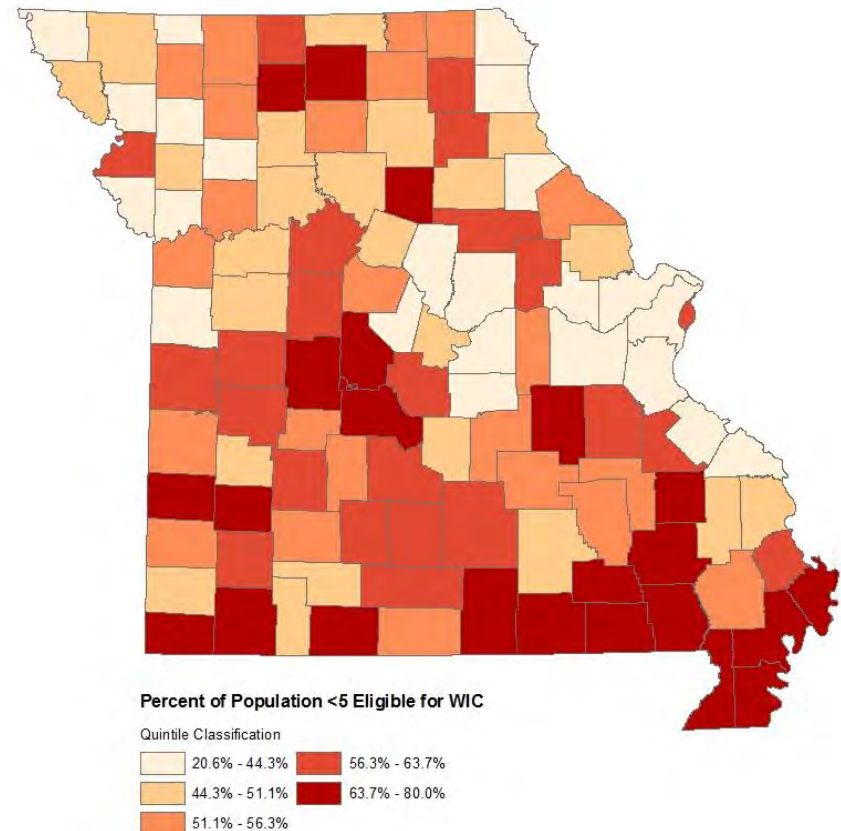 Percent of Population <5 Eligible for WIC
Quintile Classification
20.6% - 44.3%
44.3% - 51.1%
51.1% - 56.3%
56.3% - 63.7%
63.7% - 80.0%